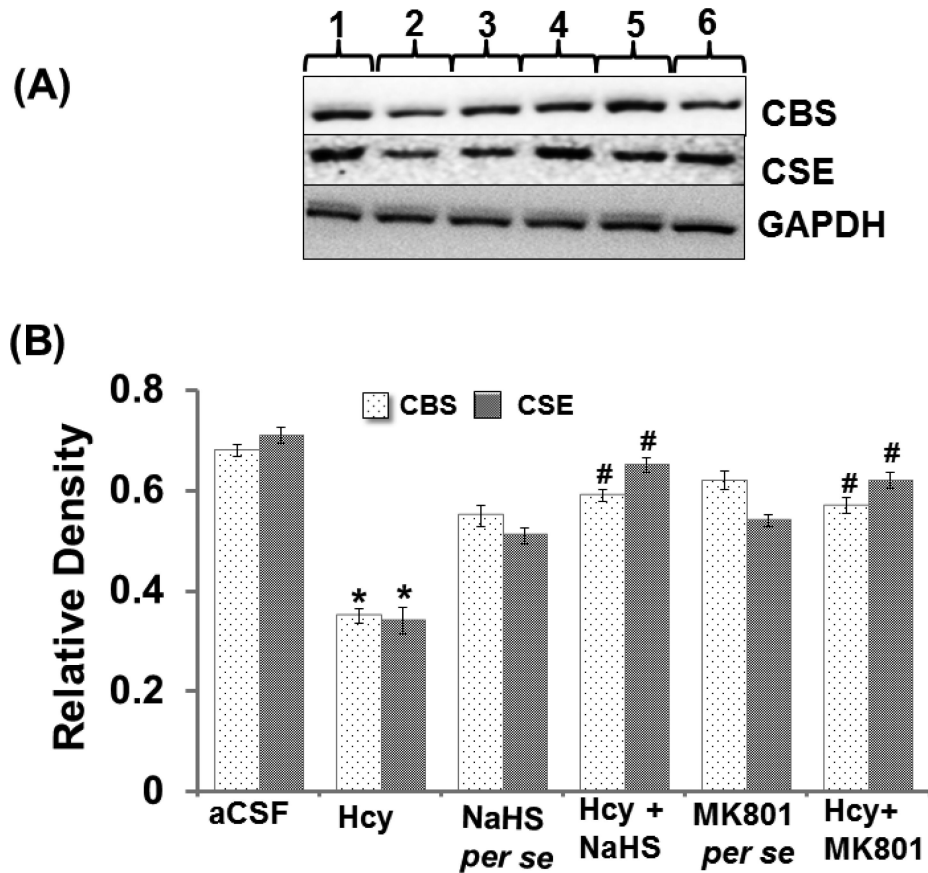 1 2 3 4 5 6
(A)
CBS
CSE
GAPDH
(B)
0.8
0.6
0.4
0.2
0
Relative Density
CBS CSE
# #
# #
* *
aCSF Hcy NaHS per se Hcy + NaHS MK801 per se Hcy+ MK801